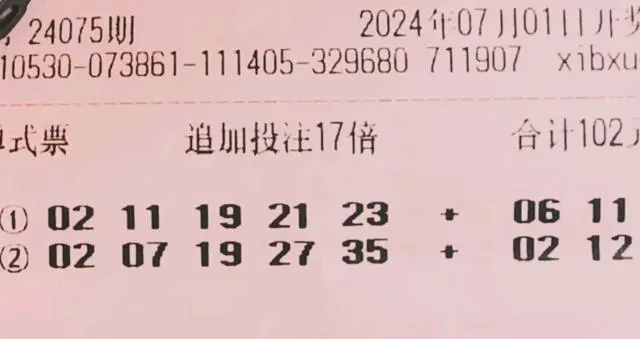 24075期 2024年07月01日开奖
10530-073861-111405-329680 711907 xibxu
单式票 追加投注17倍 合计102元
① 02 11 19 21 23 + 06 11
② 02 07 19 27 35 + 02 12